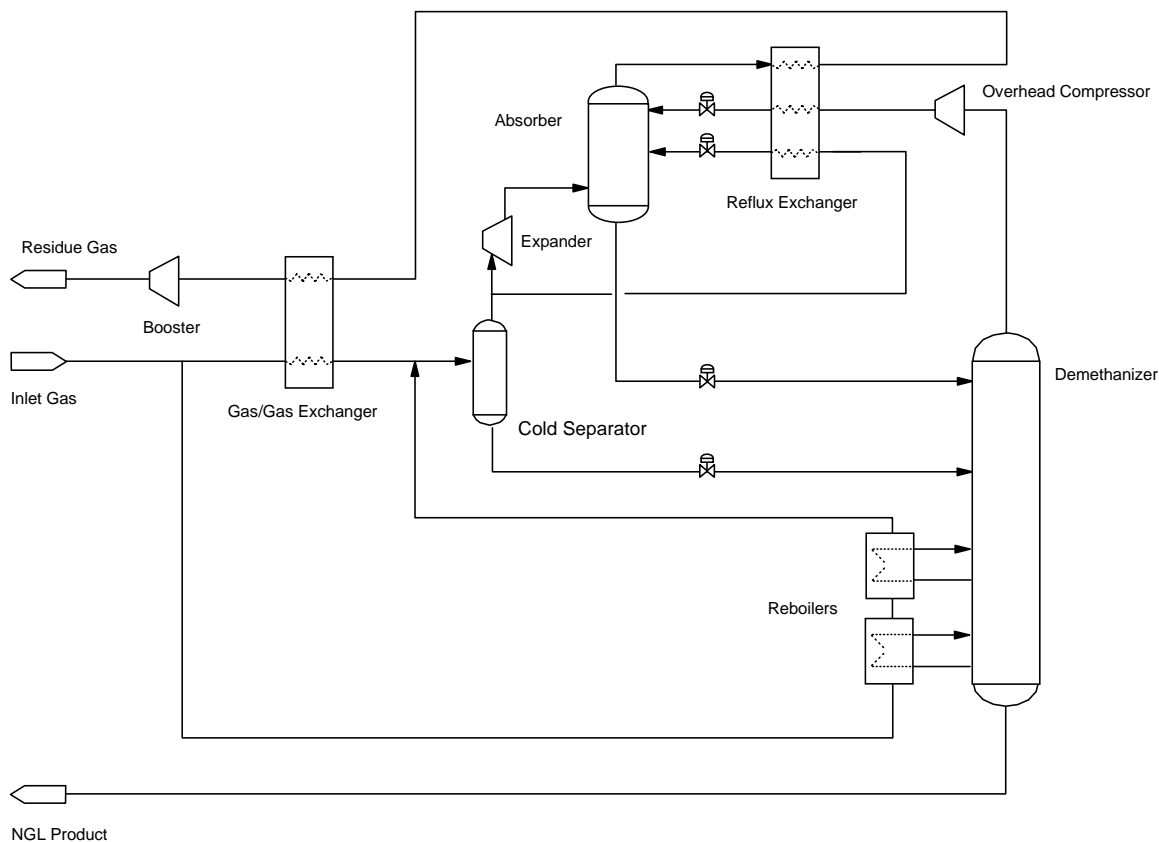 Overhead Compressor
Absorber
Reflux Exchanger
Expander
Residue Gas
Booster
Inlet Gas
Gas/Gas Exchanger
Demethanizer
Cold Separator
Reboilers
NGL Product